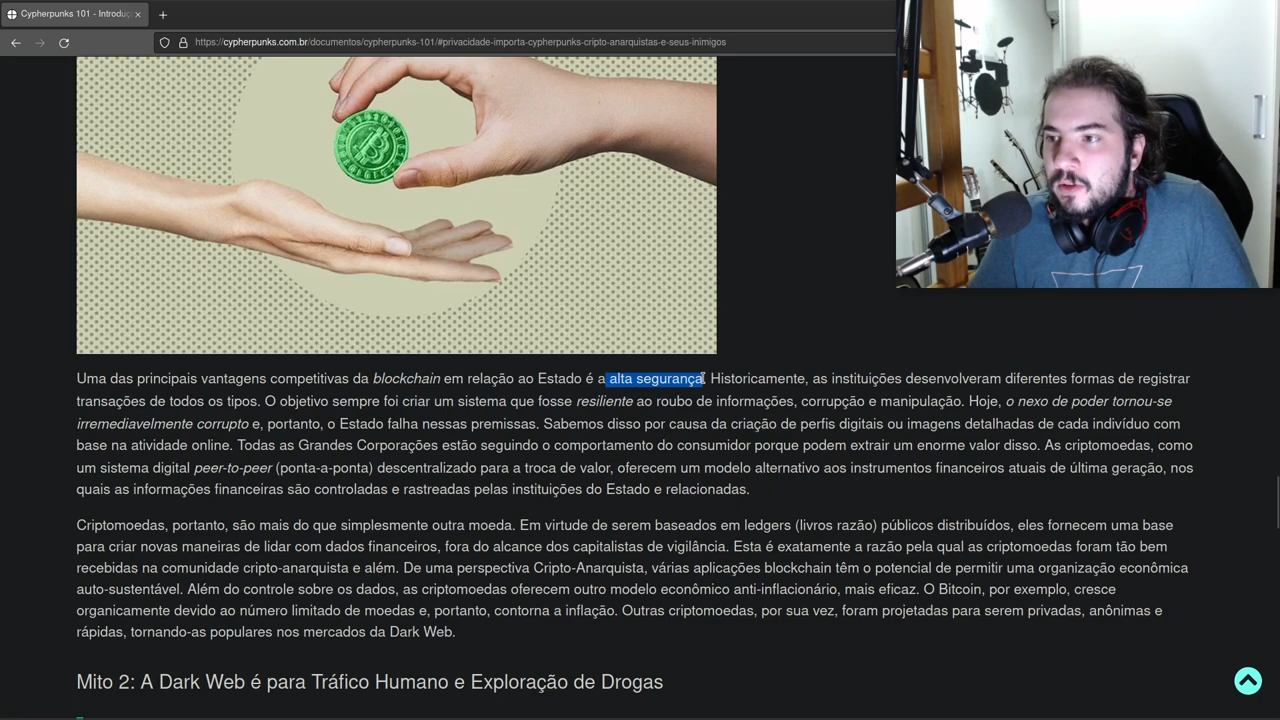 Cypherpunks 101 - Introduç
https://cypherpunks.com.br/documentos/cypherpunks-101/#privacidade-importa-cypherpunks-cripto-anarquistas-e-seus-inimigos
Uma das principais vantagens competitivas da blockchain em relação ao Estado é a alta segurança. Historicamente, as instituições desenvolveram diferentes formas de registrar
transações de todos os tipos. O objetivo sempre foi criar um sistema que fosse resiliente ao roubo de informações, corrupção e manipulação. Hoje, o nexo de poder tornou-se
irremediavelmente corrupto e, portanto, o Estado falha nessas premissas. Sabemos disso por causa da criação de perfis digitais ou imagens detalhadas de cada indivíduo com
base na atividade online. Todas as Grandes Corporações estão seguindo o comportamento do consumidor porque podem extrair um enorme valor disso. As criptomoedas, como
um sistema digital peer-to-peer (ponta-a-ponta) descentralizado para a troca de valor, oferecem um modelo alternativo aos instrumentos financeiros atuais de última geração, nos
quais as informações financeiras são controladas e rastreadas pelas instituições do Estado e relacionadas.
Criptomoedas, portanto, são mais do que simplesmente outra moeda. Em virtude de serem baseados em ledgers (livros razão) públicos distribuídos, eles fornecem uma base
para criar novas maneiras de lidar com dados financeiros, fora do alcance dos capitalistas de vigilância. Esta é exatamente a razão pela qual as criptomoedas foram tão bem
recebidas na comunidade cripto-anarquista e além. De uma perspectiva Cripto-Anarquista, várias aplicações blockchain têm o potencial de permitir uma organização econômica
auto-sustentável. Além do controle sobre os dados, as criptomoedas oferecem outro modelo econômico anti-inflacionário, mais eficaz. O Bitcoin, por exemplo, cresce
organicamente devido ao número limitado de moedas e, portanto, contorna a inflação. Outras criptomoedas, por sua vez, foram projetadas para serem privadas, anônimas e
rápidas, tornando-as populares nos mercados da Dark Web.
Mito 2: A Dark Web é para Tráfico Humano e Exploração de Drogas